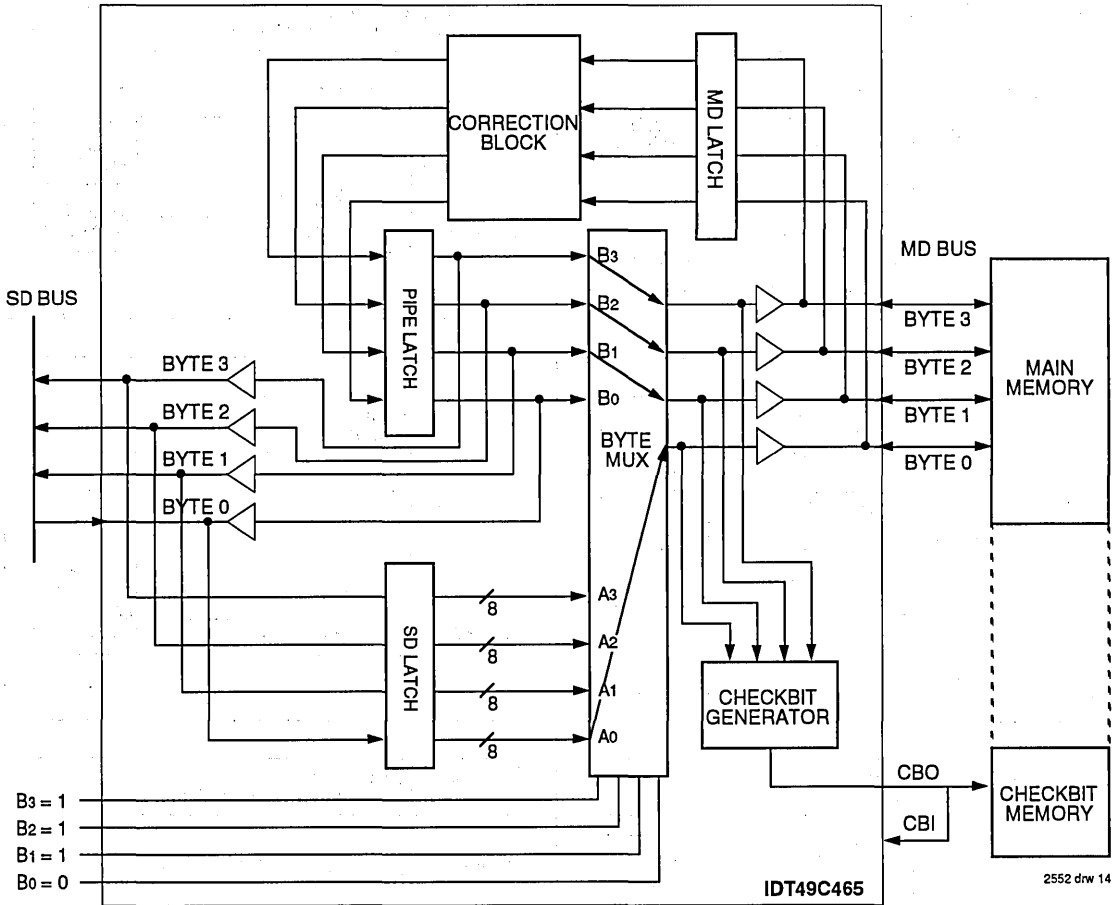 CORRECTION
BLOCK
MD LATCH
MD BUS
SD BUS
PIPE LATCH
B3
B2
B1
B0
BYTE
MUX
BYTE 3
BYTE 2
BYTE 1
BYTE 0
BYTE 3
BYTE 2
BYTE 1
BYTE 0
MAIN
MEMORY
SD LATCH
8
8
8
8
A3
A2
A1
A0
CHECKBIT
GENERATOR
CBO
CBI
CHECKBIT
MEMORY
B3 = 1
B2 = 1
B1 = 1
B0 = 0
IDT49C465
2552 drw 14